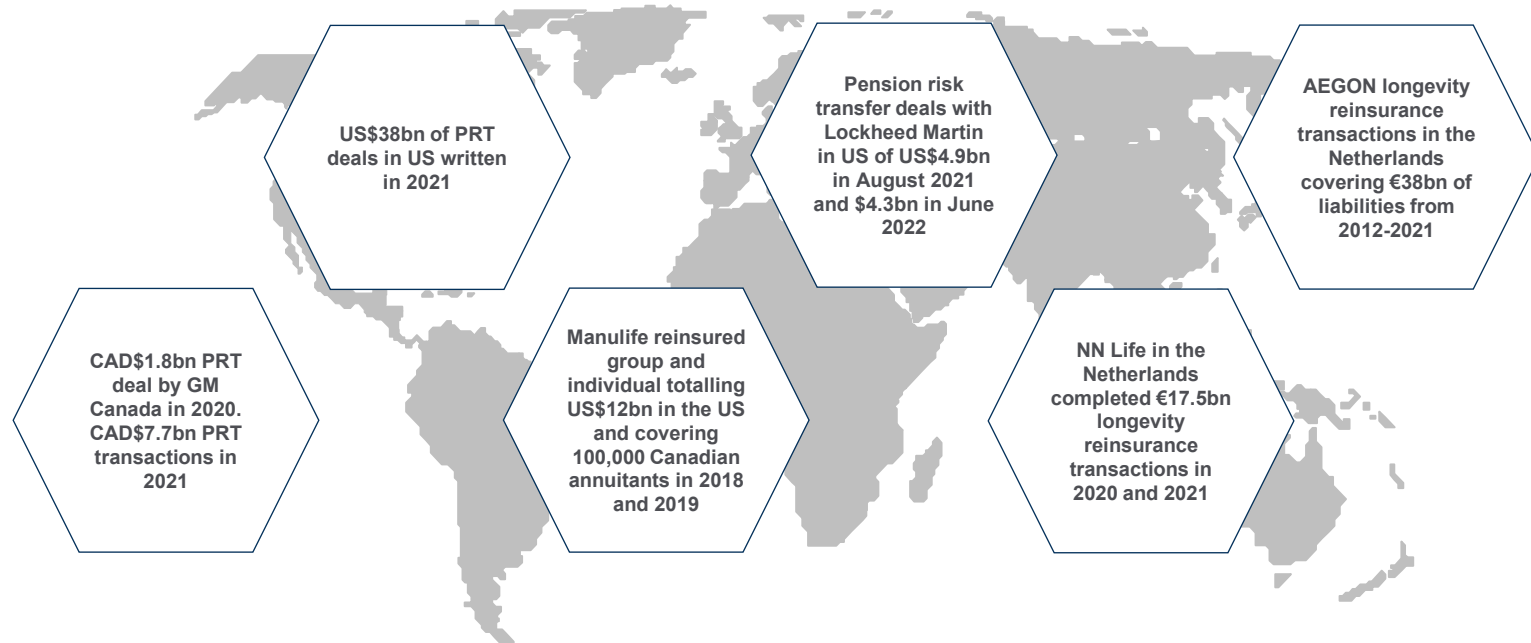 US$38bn of PRT
deals in US written
in 2021
Pension risk
transfer deals with
Lockheed Martin
in US of US$4.9bn
in August 2021
and $4.3bn in June
2022
AEGON longevity
reinsurance
transactions in the
Netherlands
covering €38bn of
liabilities from
2012-2021
CAD$1.8bn PRT
deal by GM
Canada in 2020.
CAD$7.7bn PRT
transactions in
2021
Manulife reinsured
group and
individual totalling
US$12bn in the US
and covering
100,000 Canadian
annuitants in 2018
and 2019
NN Life in the
Netherlands
completed €17.5bn
longevity
reinsurance
transactions in
2020 and 2021